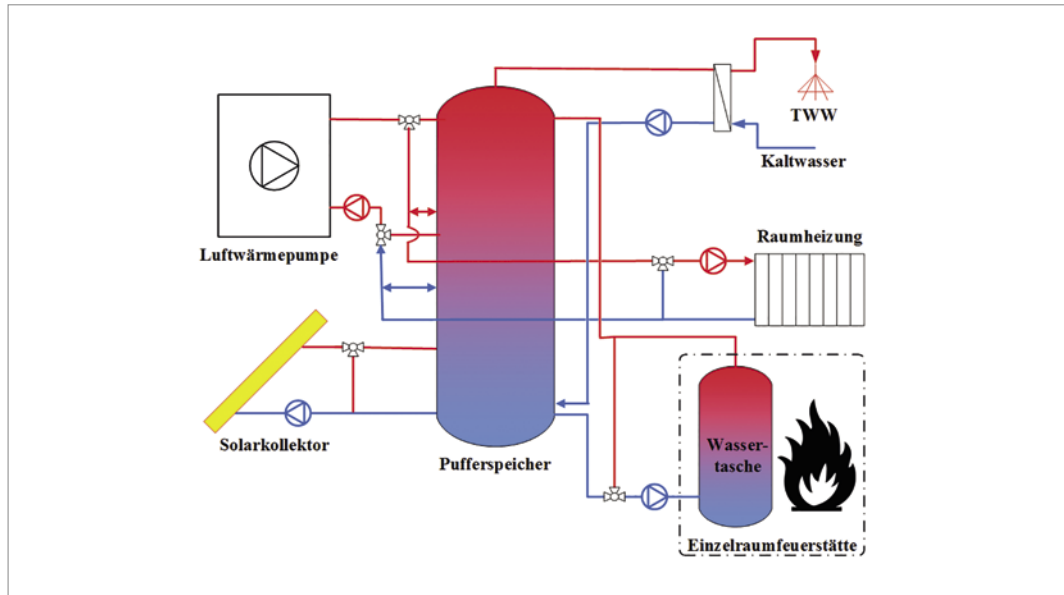 TWW
Kaltwasser
Luftwärmepumpe
Raumheizung
Solarkollektor
Pufferspeicher
Wasser-
tasche
Einzelraumfeuerstätte